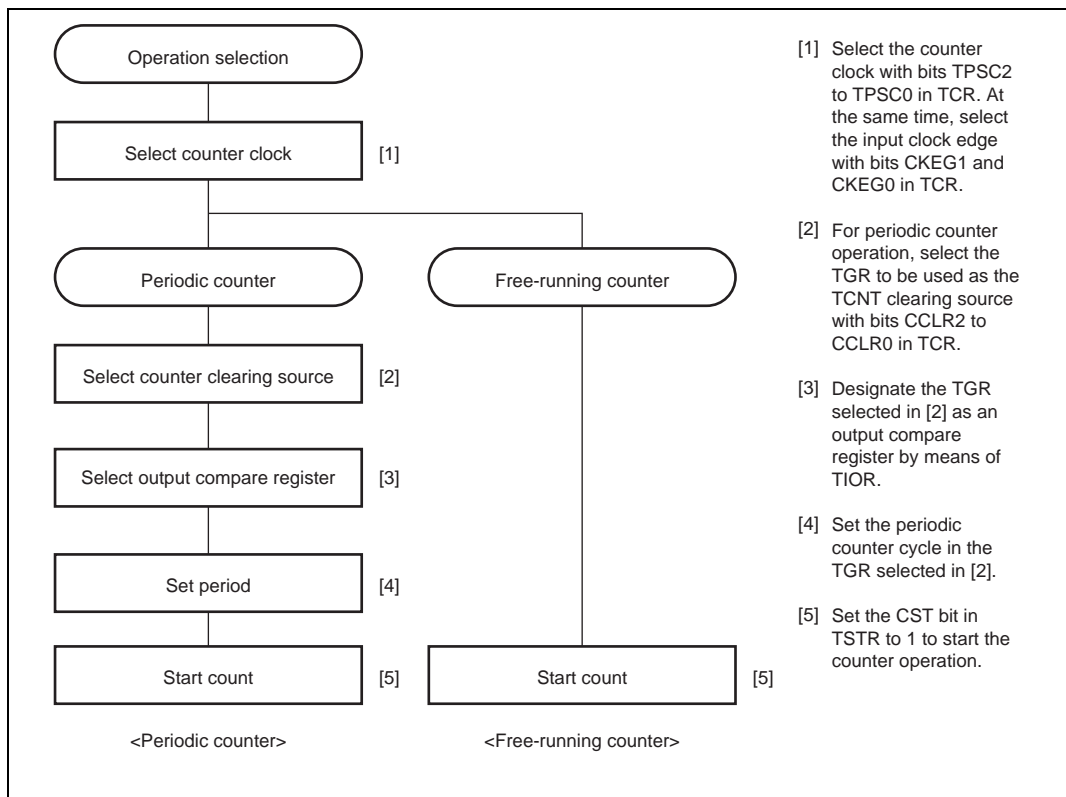 Operation selection
Select counter clock
[1]
Periodic counter
Free-running counter
Select counter clearing source
[2]
Select output compare register
[3]
Set period
[4]
Start count
[5]
Start count
[5]
<Periodic counter>
<Free-running counter>
[1] Select the counter
clock with bits TPSC2
to TPSC0 in TCR. At
the same time, select
the input clock edge
with bits CKEG1 and
CKEG0 in TCR.
[2] For periodic counter
operation, select the
TGR to be used as the
TCNT clearing source
with bits CCLR2 to
CCLR0 in TCR.
[3] Designate the TGR
selected in [2] as an
output compare
register by means of
TIOR.
[4] Set the periodic
counter cycle in the
TGR selected in [2].
[5] Set the CST bit in
TSTR to 1 to start the
counter operation.